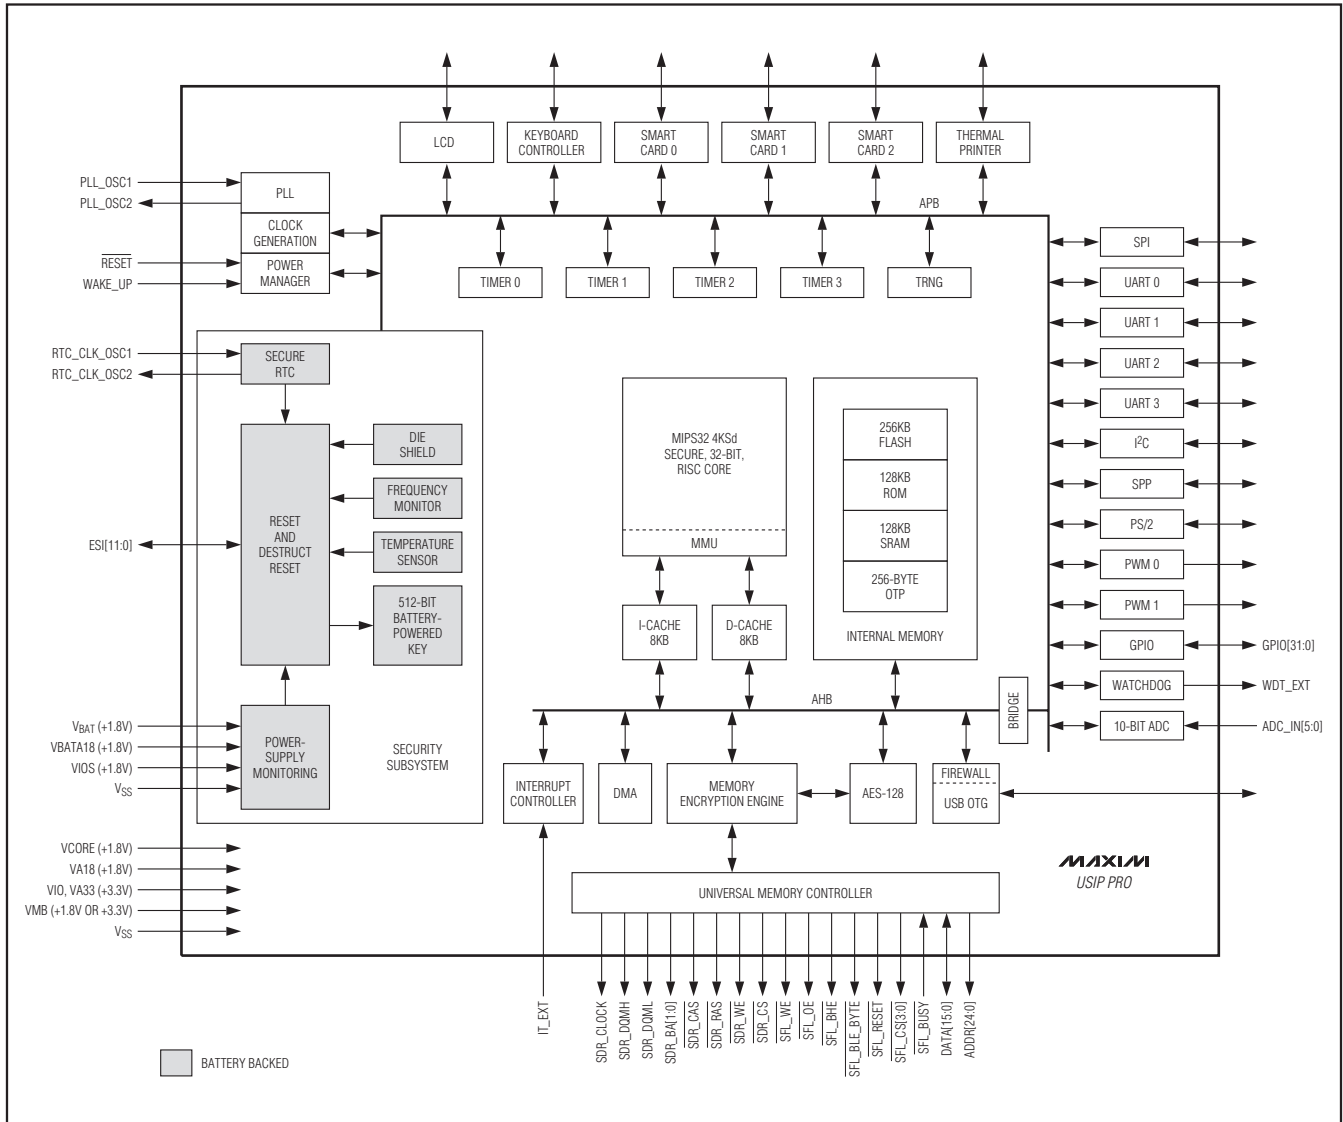 LCD
KEYBOARD
CONTROLLER
SMART
CARD 0
SMART
CARD 1
SMART
CARD 2
THERMAL
PRINTER
PLL_OSC1
PLL_OSC2
PLL
CLOCK
GENERATION
RESET
WAKE_UP
POWER
MANAGER
APB
TIMER 0
TIMER 1
TIMER 2
TIMER 3
TRNG
SPI
UART 0
UART 1
UART 2
UART 3
I²C
SPP
PS/2
PWM 0
PWM 1
GPIO
GPIO[31:0]
WATCHDOG
WDT_EXT
10-BIT ADC
ADC_IN[5:0]
RTC_CLK_OSC1
RTC_CLK_OSC2
SECURE
RTC
DIE
SHIELD
FREQUENCY
MONITOR
TEMPERATURE
SENSOR
512-BIT
BATTERY-
POWERED
KEY
RESET
AND
DESTRUCT
RESET
ESI[11:0]
VBAT (+1.8V)
VBATA18 (+1.8V)
VIOS (+1.8V)
VSS
POWER-
SUPPLY
MONITORING
SECURITY
SUBSYSTEM
MIPS32 4KSd
SECURE, 32-BIT,
RISC CORE
MMU
I-CACHE
8KB
D-CACHE
8KB
256KB
FLASH
128KB
ROM
128KB
SRAM
256-BYTE
OTP
INTERNAL MEMORY
AHB
BRIDGE
INTERRUPT
CONTROLLER
DMA
MEMORY
ENCRYPTION ENGINE
AES-128
FIREWALL
USB OTG
VCORE (+1.8V)
VA18 (+1.8V)
VIO, VA33 (+3.3V)
VMB (+1.8V OR +3.3V)
VSS
MAXIM
USIP PRO
UNIVERSAL MEMORY CONTROLLER
IT_EXT
SDR_CLOCK
SDR_DQMH
SDR_DQML
SDR_BA[1:0]
SDR_CAS
SDR_RAS
SDR_WE
SDR_CS
SFL_WE
SFL_OE
SFL_BHE
SFL_BLE_BYTE
SFL_RESET
SFL_CS[3:0]
SFL_BUSY
DATA[15:0]
ADDR[24:0]
BATTERY BACKED